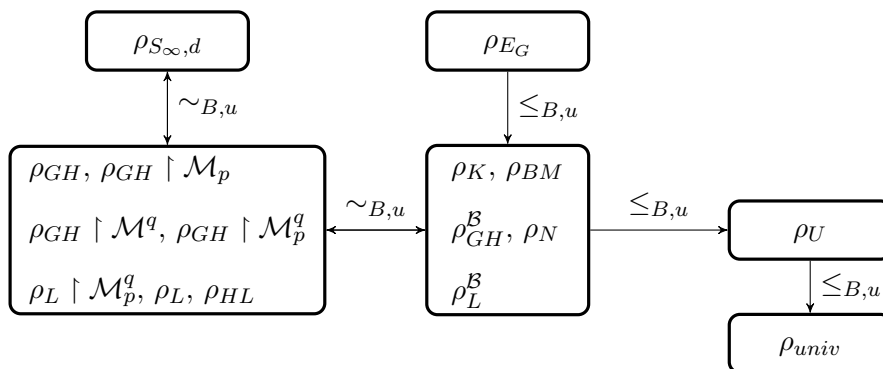 ρ_{S_∞,d} ρ_{E_G}
∼_{B,u} ≤_{B,u}
ρ_{GH}, ρ_{GH} ↾ ℳ_p ρ_K, ρ_{BM}
∼_{B,u} ≤_{B,u}
ρ_{GH} ↾ ℳ^q, ρ_{GH} ↾ ℳ_p^q ρ_{GH}^ℬ, ρ_N ρ_U
ρ_L ↾ ℳ_p^q, ρ_L, ρ_{HL} ρ_L^ℬ ≤_{B,u}
ρ_{univ}